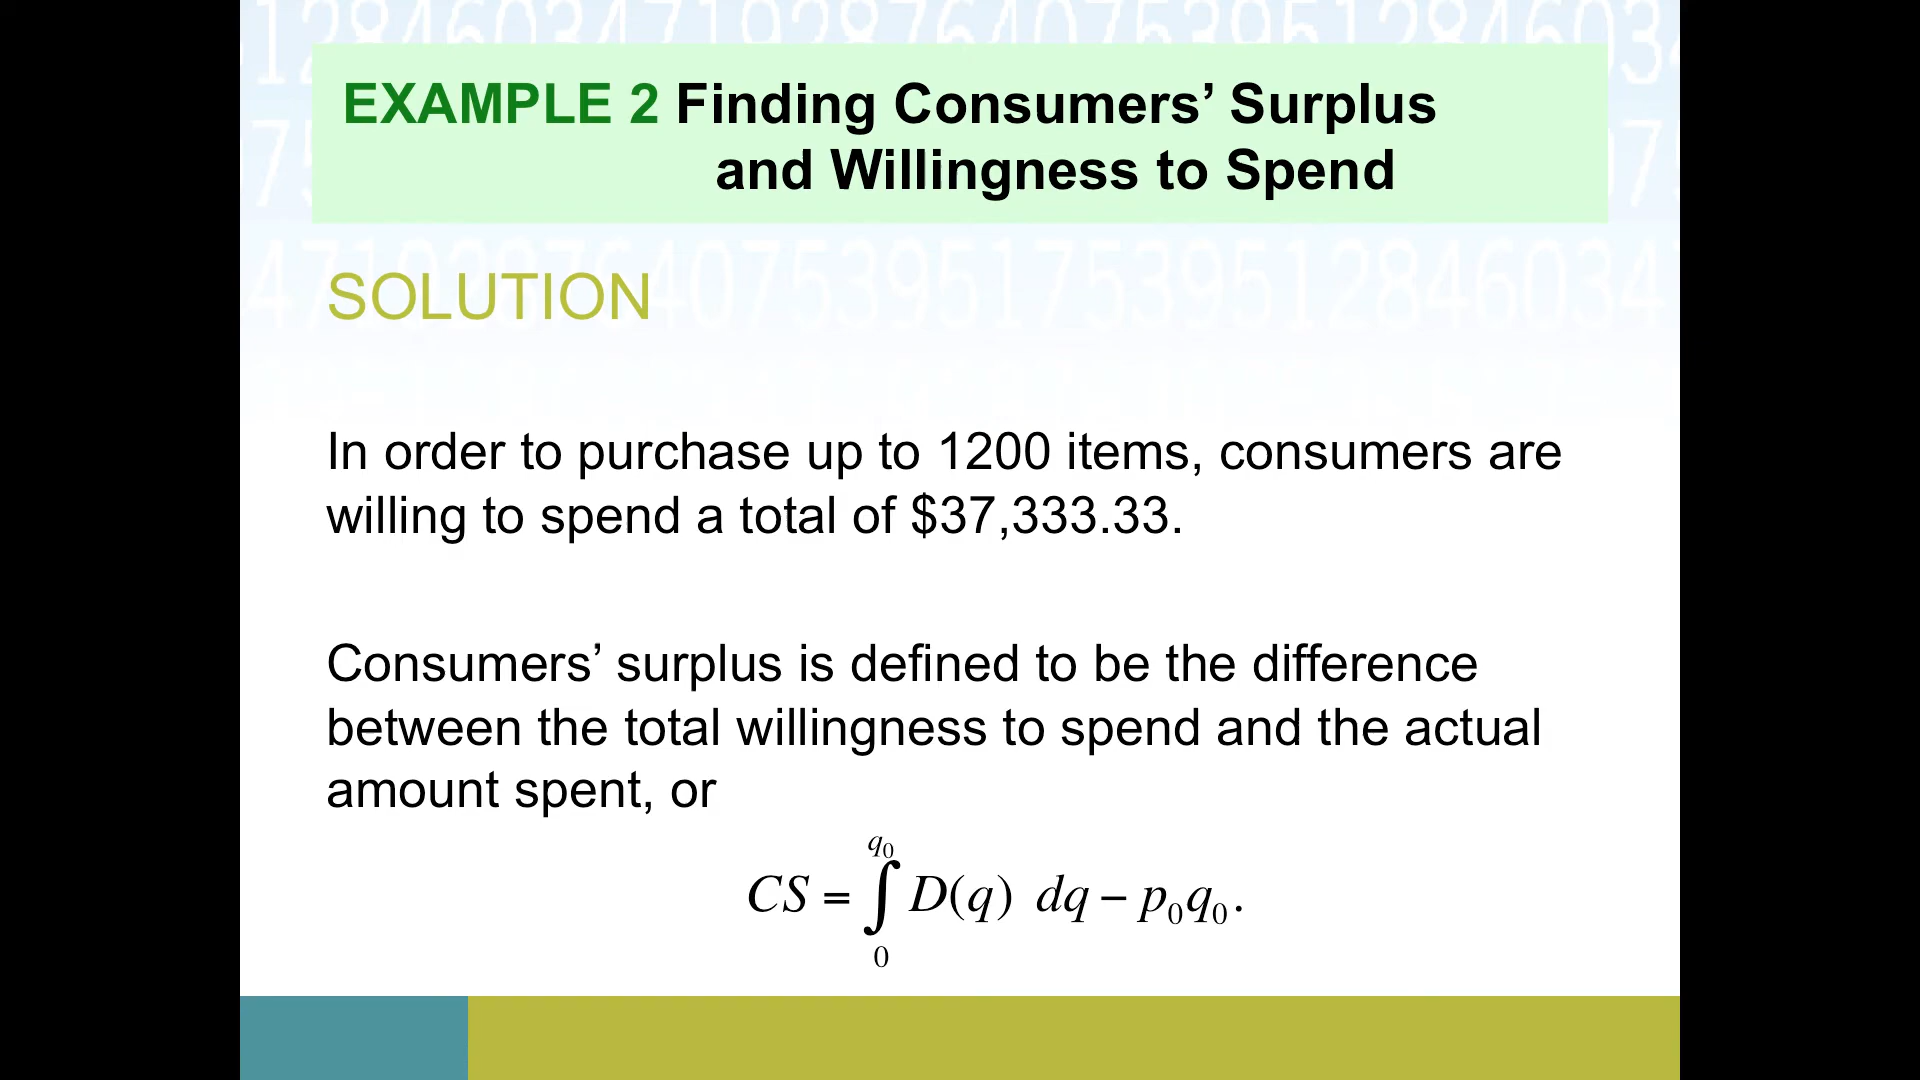 EXAMPLE 2 Finding Consumers’ Surplus
and Willingness to Spend
SOLUTION
In order to purchase up to 1200 items, consumers are
willing to spend a total of $37,333.33.
Consumers’ surplus is defined to be the difference
between the total willingness to spend and the actual
amount spent, or
CS = ∫₀^{q₀} D(q) dq − p₀q₀.